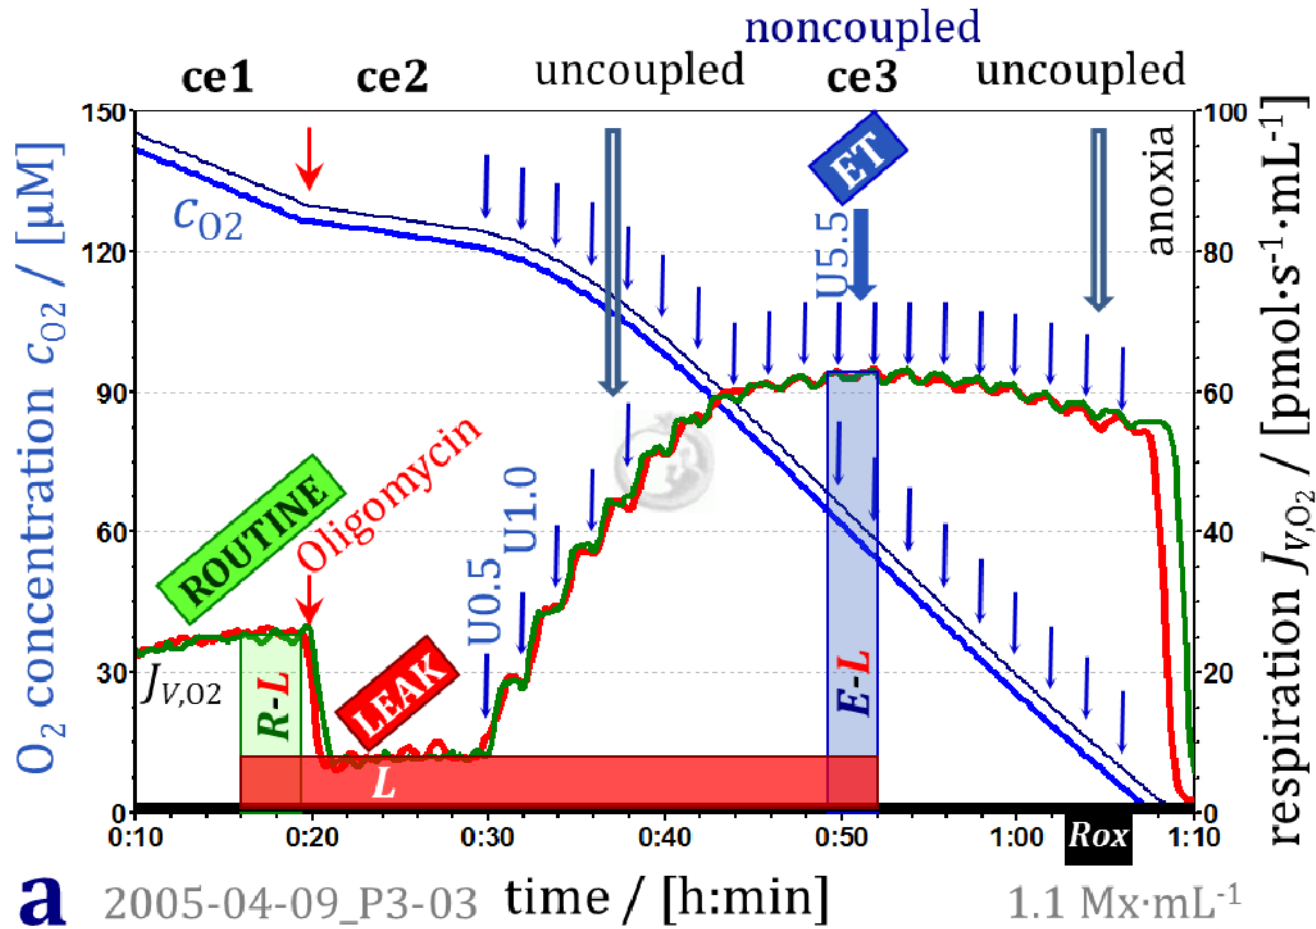 noncoupled
ce1 ce2 uncoupled ce3 uncoupled
150 100
ET
anoxia
cO2
U5.5
120 80
90 60
Oligomycin
ROUTINE
U1.0
60 40
U0.5
JV,O2
R-L
LEAK
E-L
30 20
L
0 0
0:10 0:20 0:30 0:40 0:50 1:00 Rox 1:10
O2 concentration cO2 / [µM]
respiration JV,O2 / [pmol·s-1·mL-1]
a 2005-04-09_P3-03 time / [h:min] 1.1 Mx·mL-1